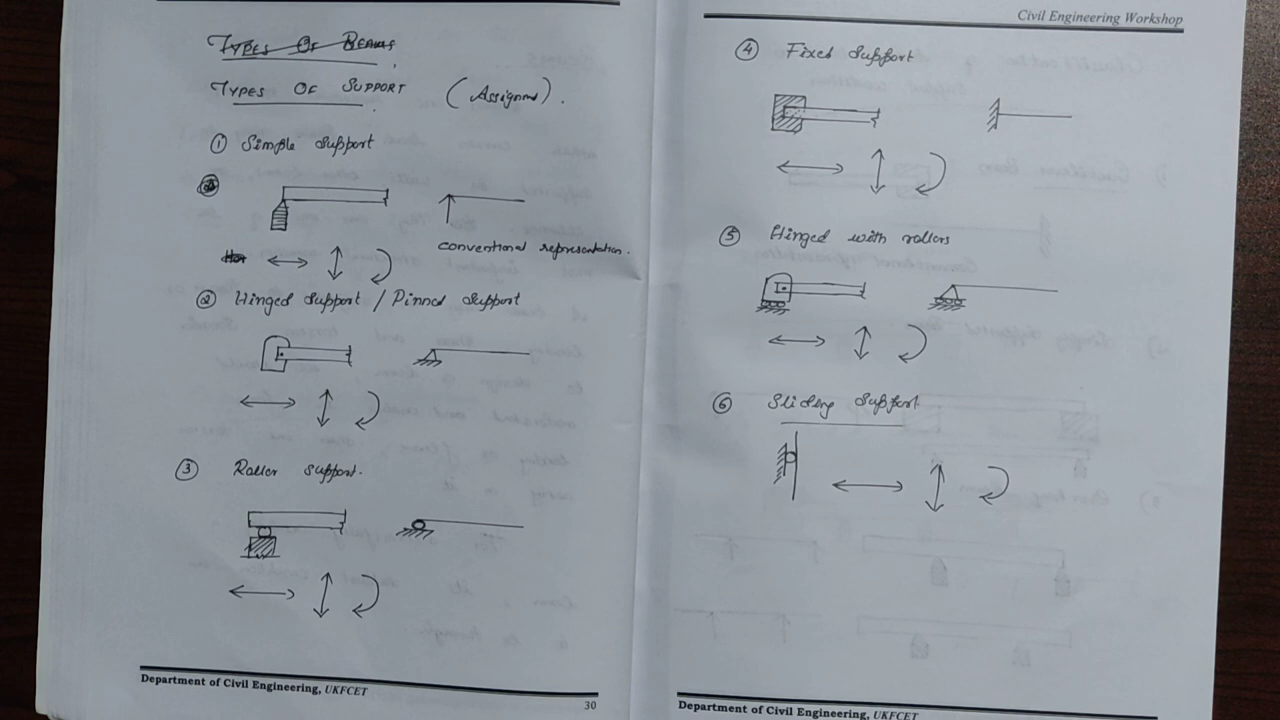 TYPES OF BEAMS
TYPES OF SUPPORT (Assigned).
① Simple Support
conventional representation.
② Hinged Support / Pinned Support
③ Roller support.
Department of Civil Engineering, UKFCET
30
Civil Engineering Workshop
④ Fixed Support
⑤ Hinged with rollers
⑥ Sliding Support
Department of Civil Engineering, UKFCET